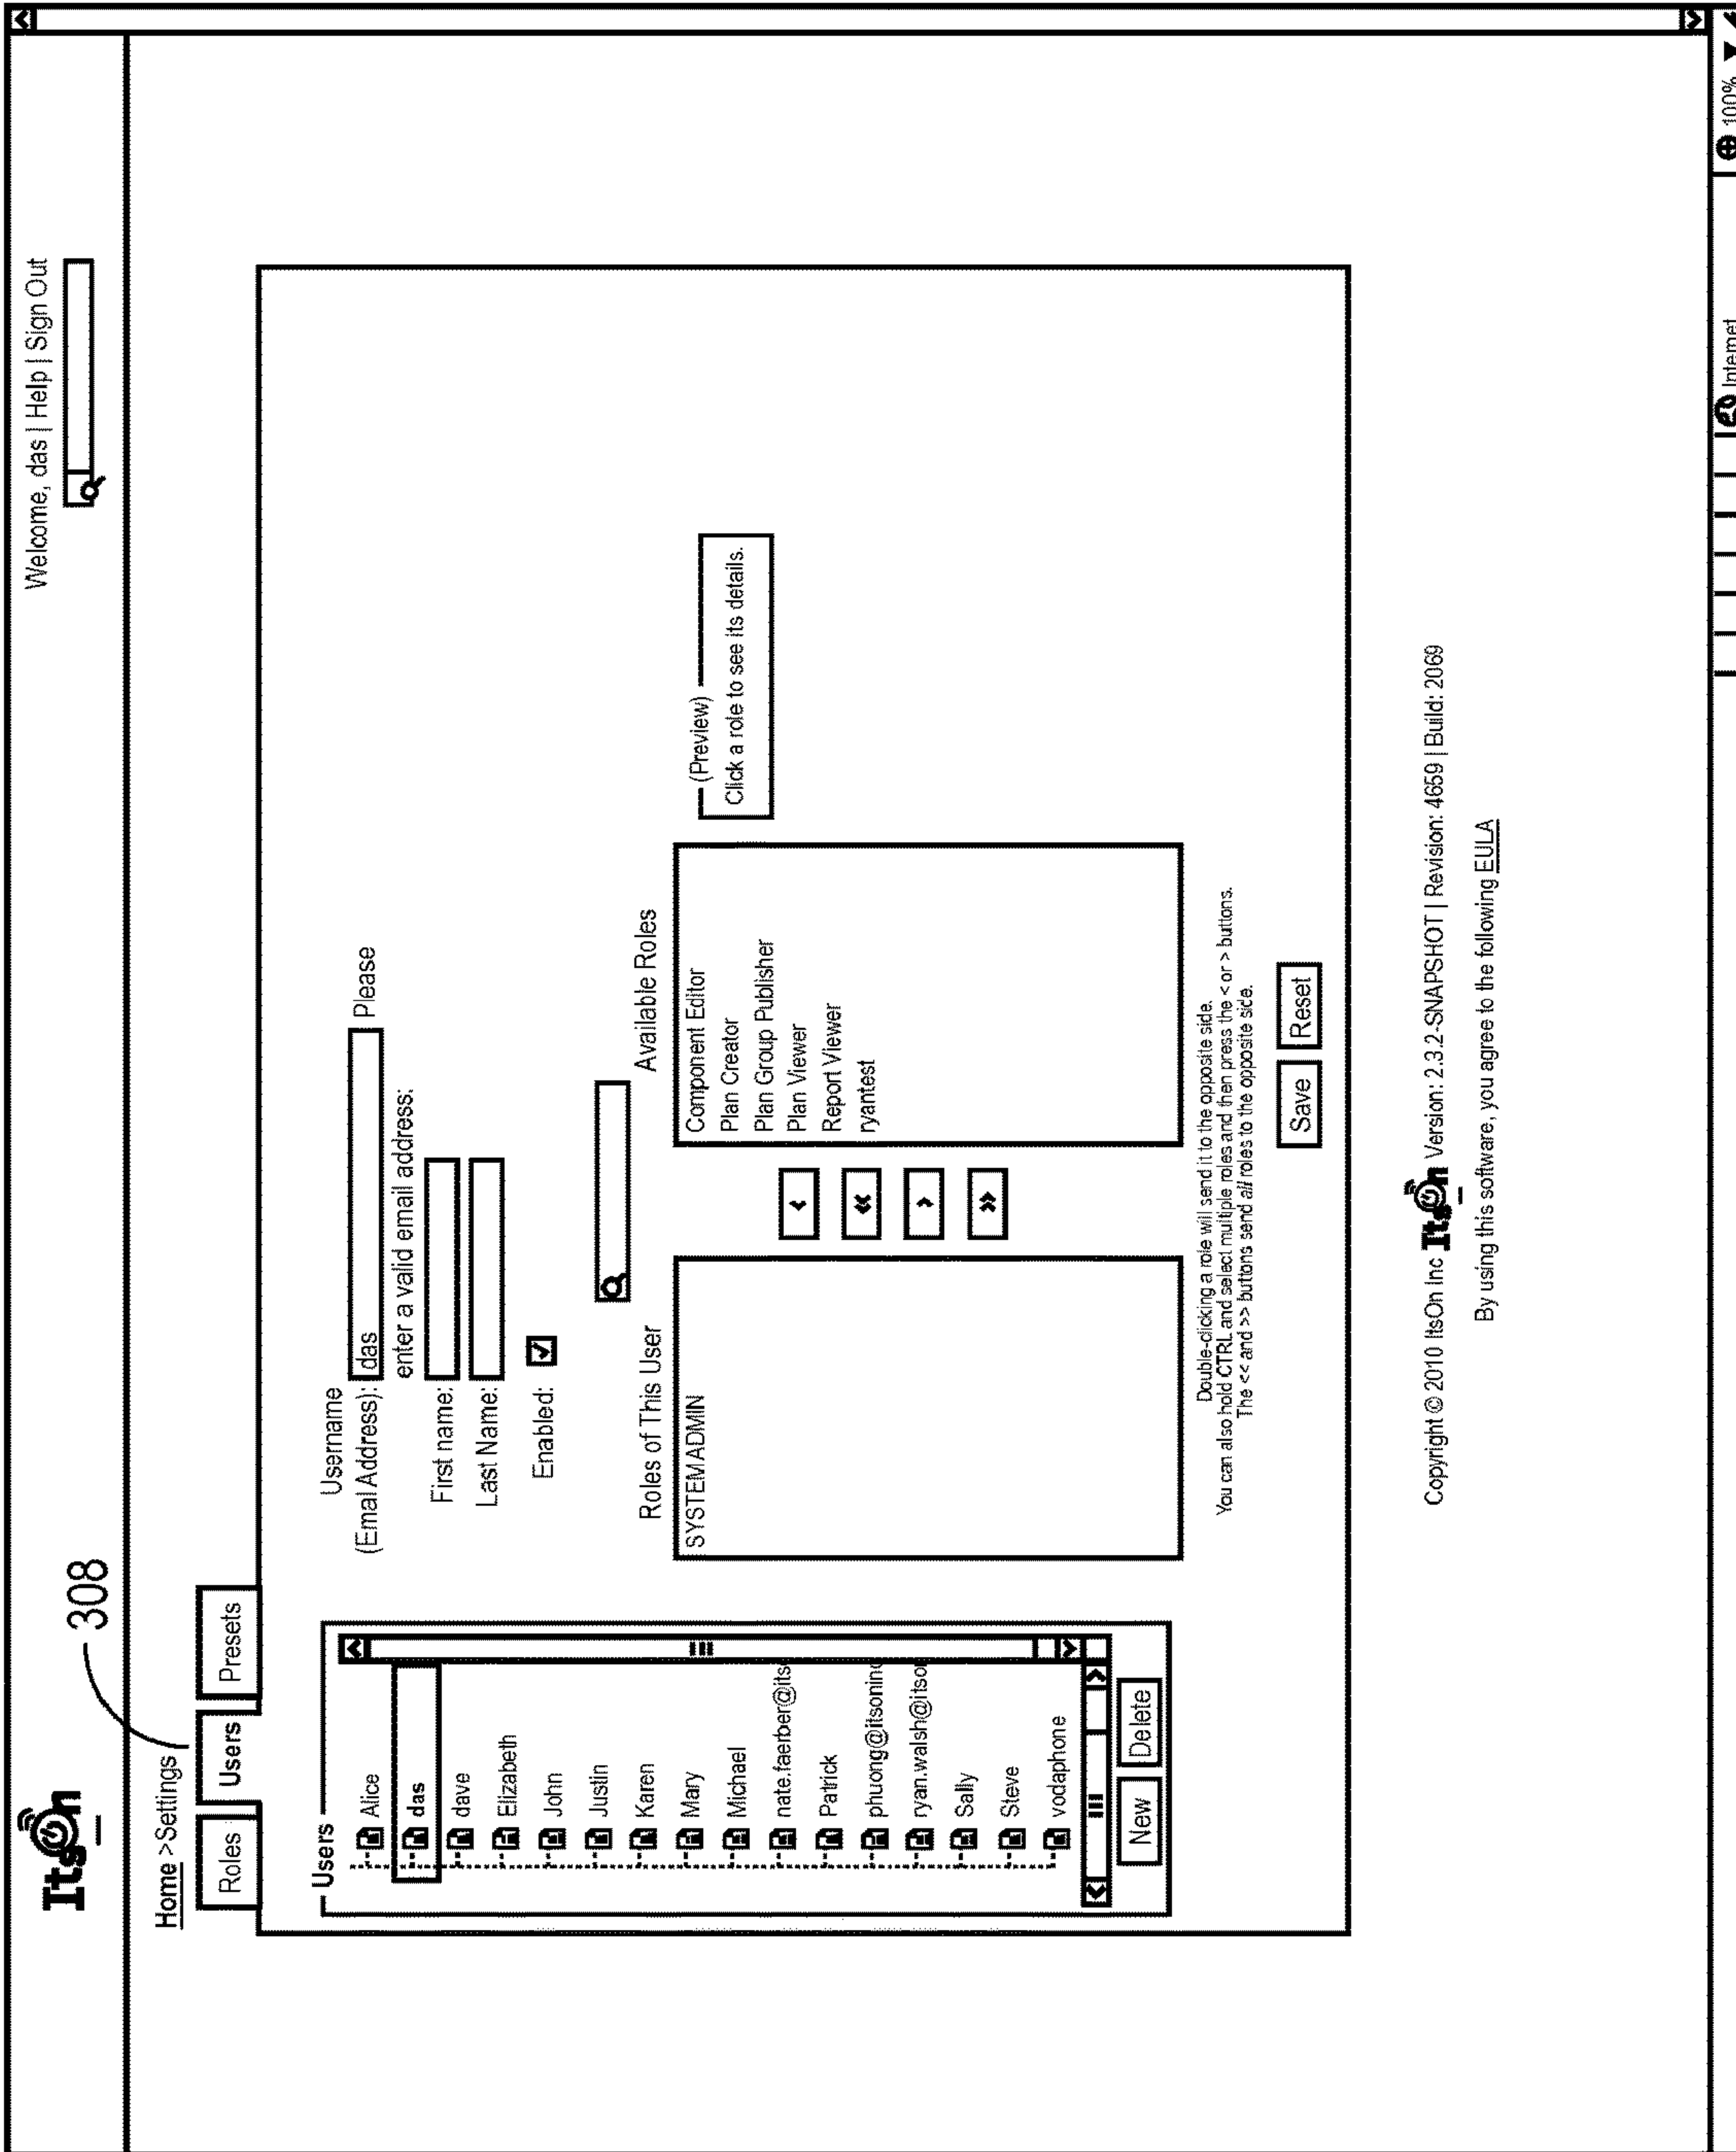 Welcome, das | Help | Sign Out
ItsOn
308
Home >Settings
Roles
Users
Presets
Users
Alice
das
dave
Elizabeth
John
Justin
Karen
Mary
Michael
nate.faerber@its
Patrick
phuong@itsoninc
ryan.walsh@itson
Sally
Steve
vodaphone
New
Delete
Username
(Emal Address): das Please
enter a valid email address:
First name:
Last Name:
Enabled:
Roles of This User
SYSTEM ADMIN
<
<<
>
>>
Available Roles
Component Editor
Plan Creator
Plan Group Publisher
Plan Viewer
Report Viewer
ryantest
(Preview)
Click a role to see its details.
Double-clicking a role will send it to the opposite side.
You can also hold CTRL and select multiple roles and then press the < or > buttons.
The << and >> buttons send all roles to the opposite side.
Save
Reset
Copyright © 2010 ItsOn Inc ItsOn Version: 2.3.2-SNAPSHOT | Revision: 4659 | Build: 2069
By using this software, you agree to the following EULA
Internet
100%